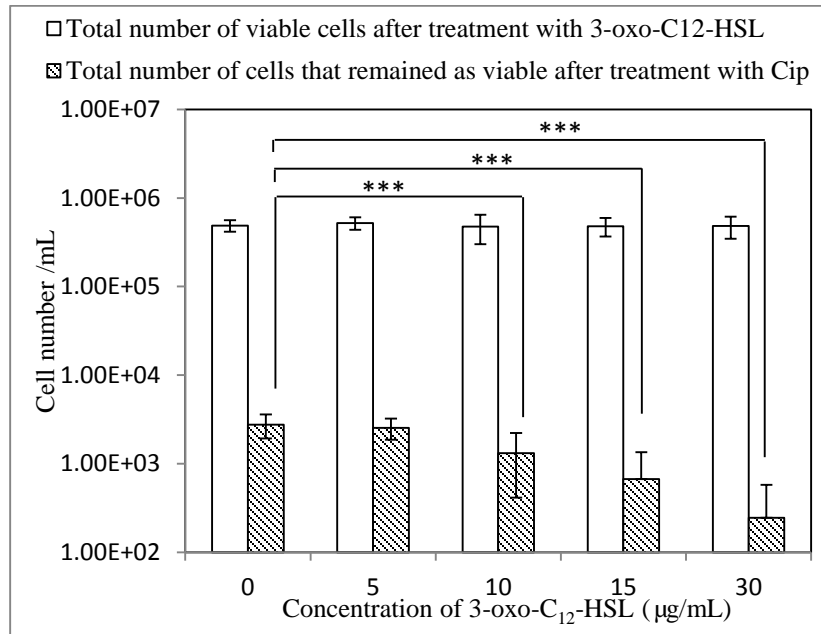 Total number of viable cells after treatment with 3-oxo-C12-HSL
Total number of cells that remained as viable after treatment with Cip
1.00E+07
1.00E+06
1.00E+05
1.00E+04
1.00E+03
1.00E+02
Cell number /mL
***
***
***
0 5 10 15 30
Concentration of 3-oxo-C₁₂-HSL (µg/mL)